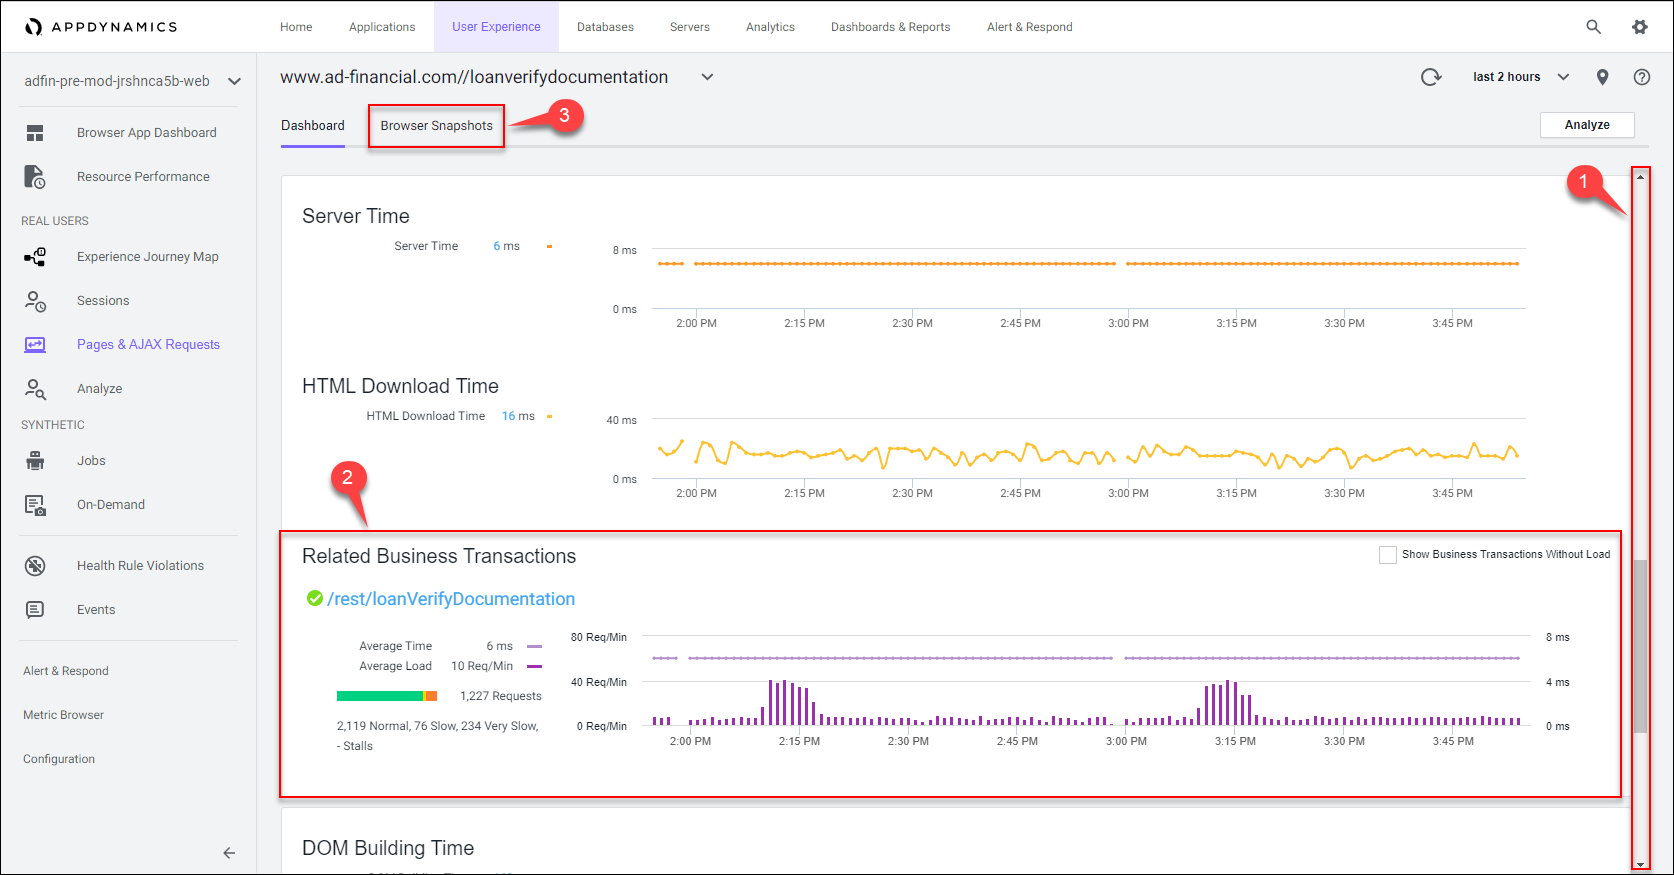 APPDYNAMICS
Home Applications User Experience Databases Servers Analytics Dashboards & Reports Alert & Respond
adfin-pre-mod-jrshnca5b-web
www.ad-financial.com//loanverifydocumentation
last 2 hours
Dashboard Browser Snapshots
3
Analyze
Browser App Dashboard
Resource Performance
REAL USERS
Experience Journey Map
Sessions
Pages & AJAX Requests
Analyze
SYNTHETIC
Jobs
On-Demand
Health Rule Violations
Events
Alert & Respond
Metric Browser
Configuration
1
Server Time
Server Time 6 ms
8 ms
0 ms
2:00 PM 2:15 PM 2:30 PM 2:45 PM 3:00 PM 3:15 PM 3:30 PM 3:45 PM
HTML Download Time
HTML Download Time 16 ms
40 ms
0 ms
2:00 PM 2:15 PM 2:30 PM 2:45 PM 3:00 PM 3:15 PM 3:30 PM 3:45 PM
2
Related Business Transactions
Show Business Transactions Without Load
/rest/loanVerifyDocumentation
Average Time 6 ms
Average Load 10 Req/Min
1,227 Requests
2,119 Normal, 76 Slow, 234 Very Slow,
- Stalls
80 Req/Min
40 Req/Min
0 Req/Min
8 ms
4 ms
0 ms
2:00 PM 2:15 PM 2:30 PM 2:45 PM 3:00 PM 3:15 PM 3:30 PM 3:45 PM
DOM Building Time